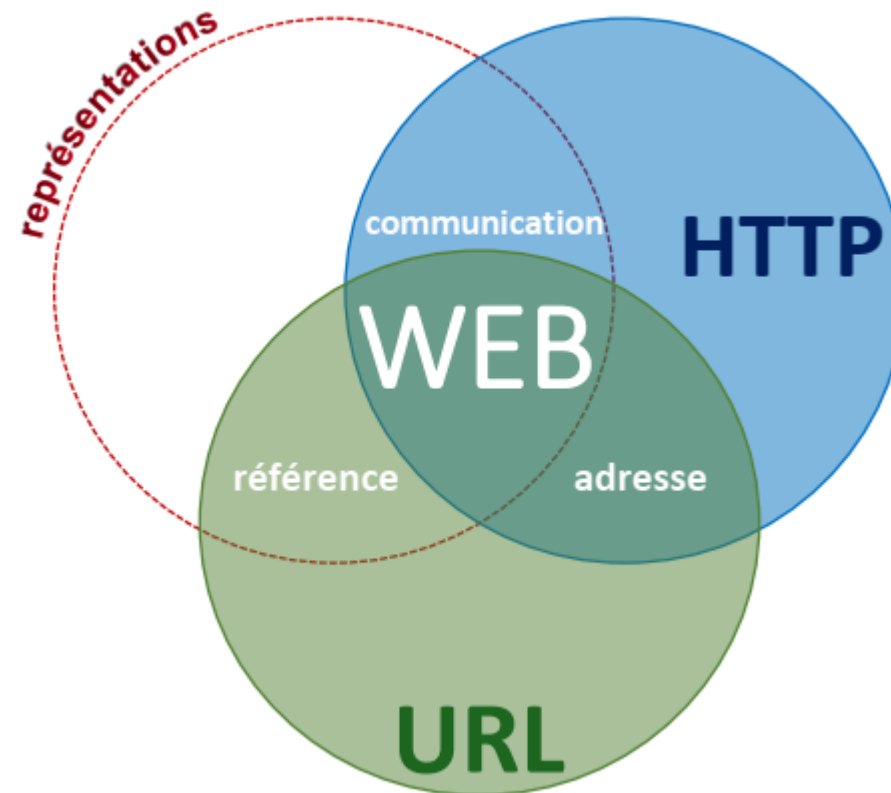 représentations
communication
HTTP
WEB
référence
adresse
URL